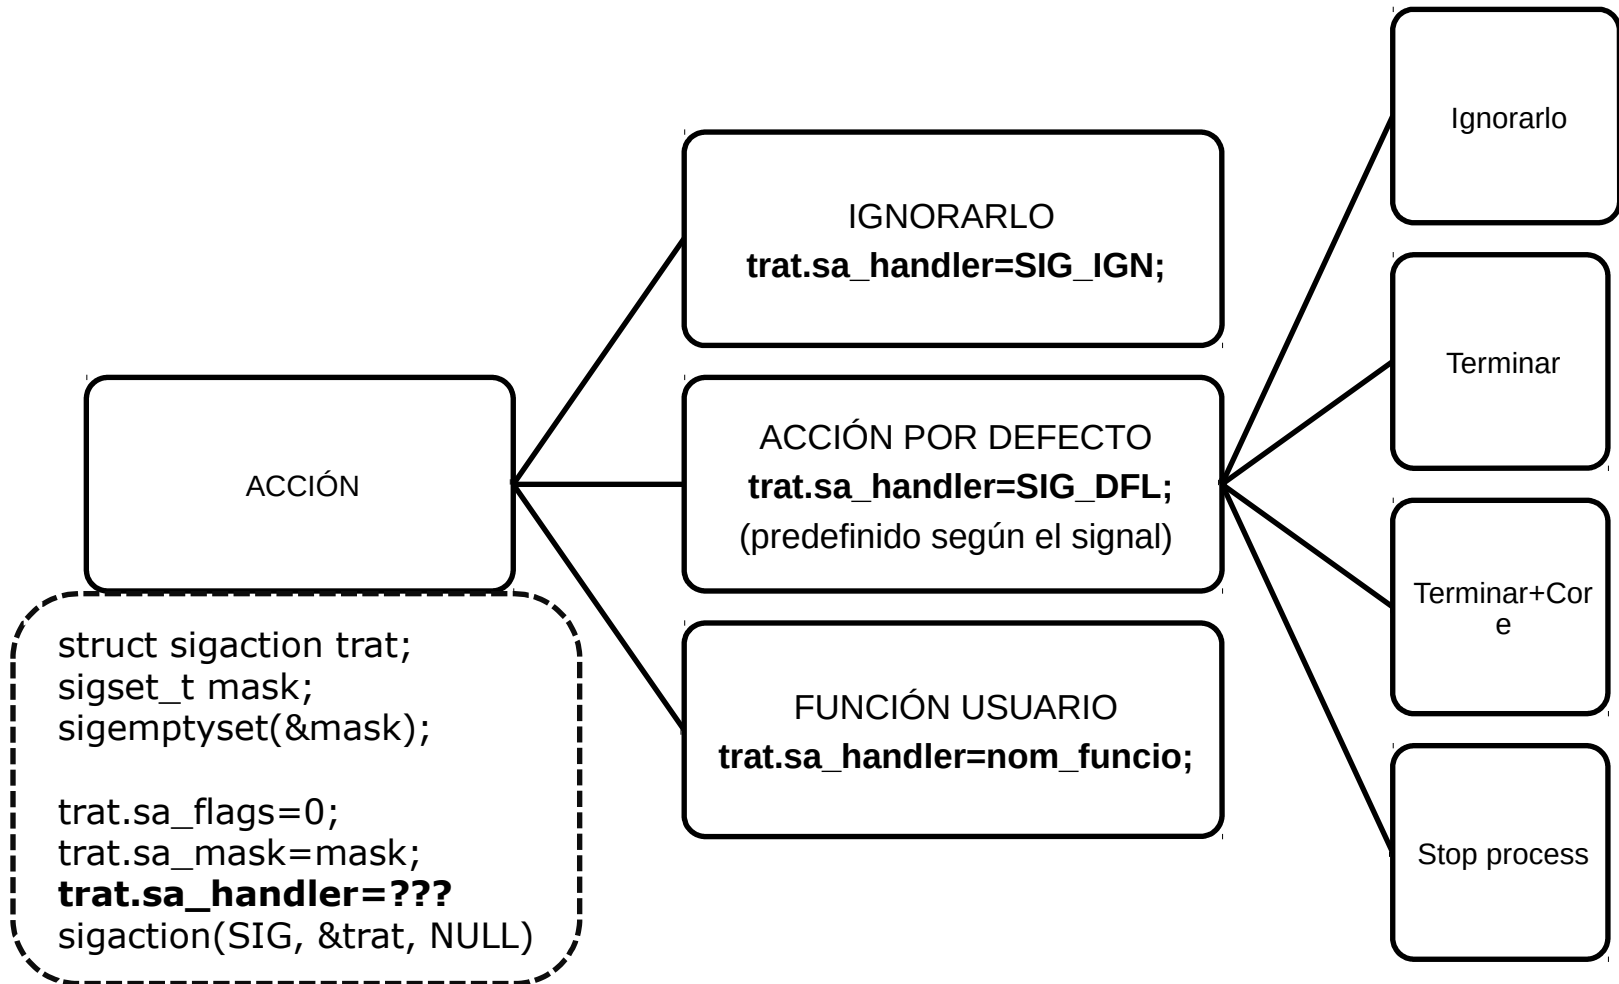 ACCIÓN
struct sigaction trat;
sigset_t mask;
sigemptyset(&mask);
trat.sa_flags=0;
trat.sa_mask=mask;
trat.sa_handler=???
sigaction(SIG, &trat, NULL)
IGNORARLO
trat.sa_handler=SIG_IGN;
ACCIÓN POR DEFECTO
trat.sa_handler=SIG_DFL;
(predefinido según el signal)
FUNCIÓN USUARIO
trat.sa_handler=nom_funcio;
Ignorarlo
Terminar
Terminar+Cor
e
Stop process